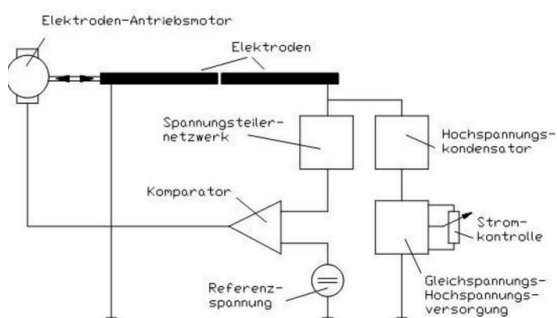 Elektroden-Antriebsmotor
Elektroden
Spannungsteiler-
netzwerk
Hochspannungs-
kondensator
Komparator
Strom-
kontrolle
Referenz-
spannung
Gleichspannungs-
Hochspannungs-
versorgung